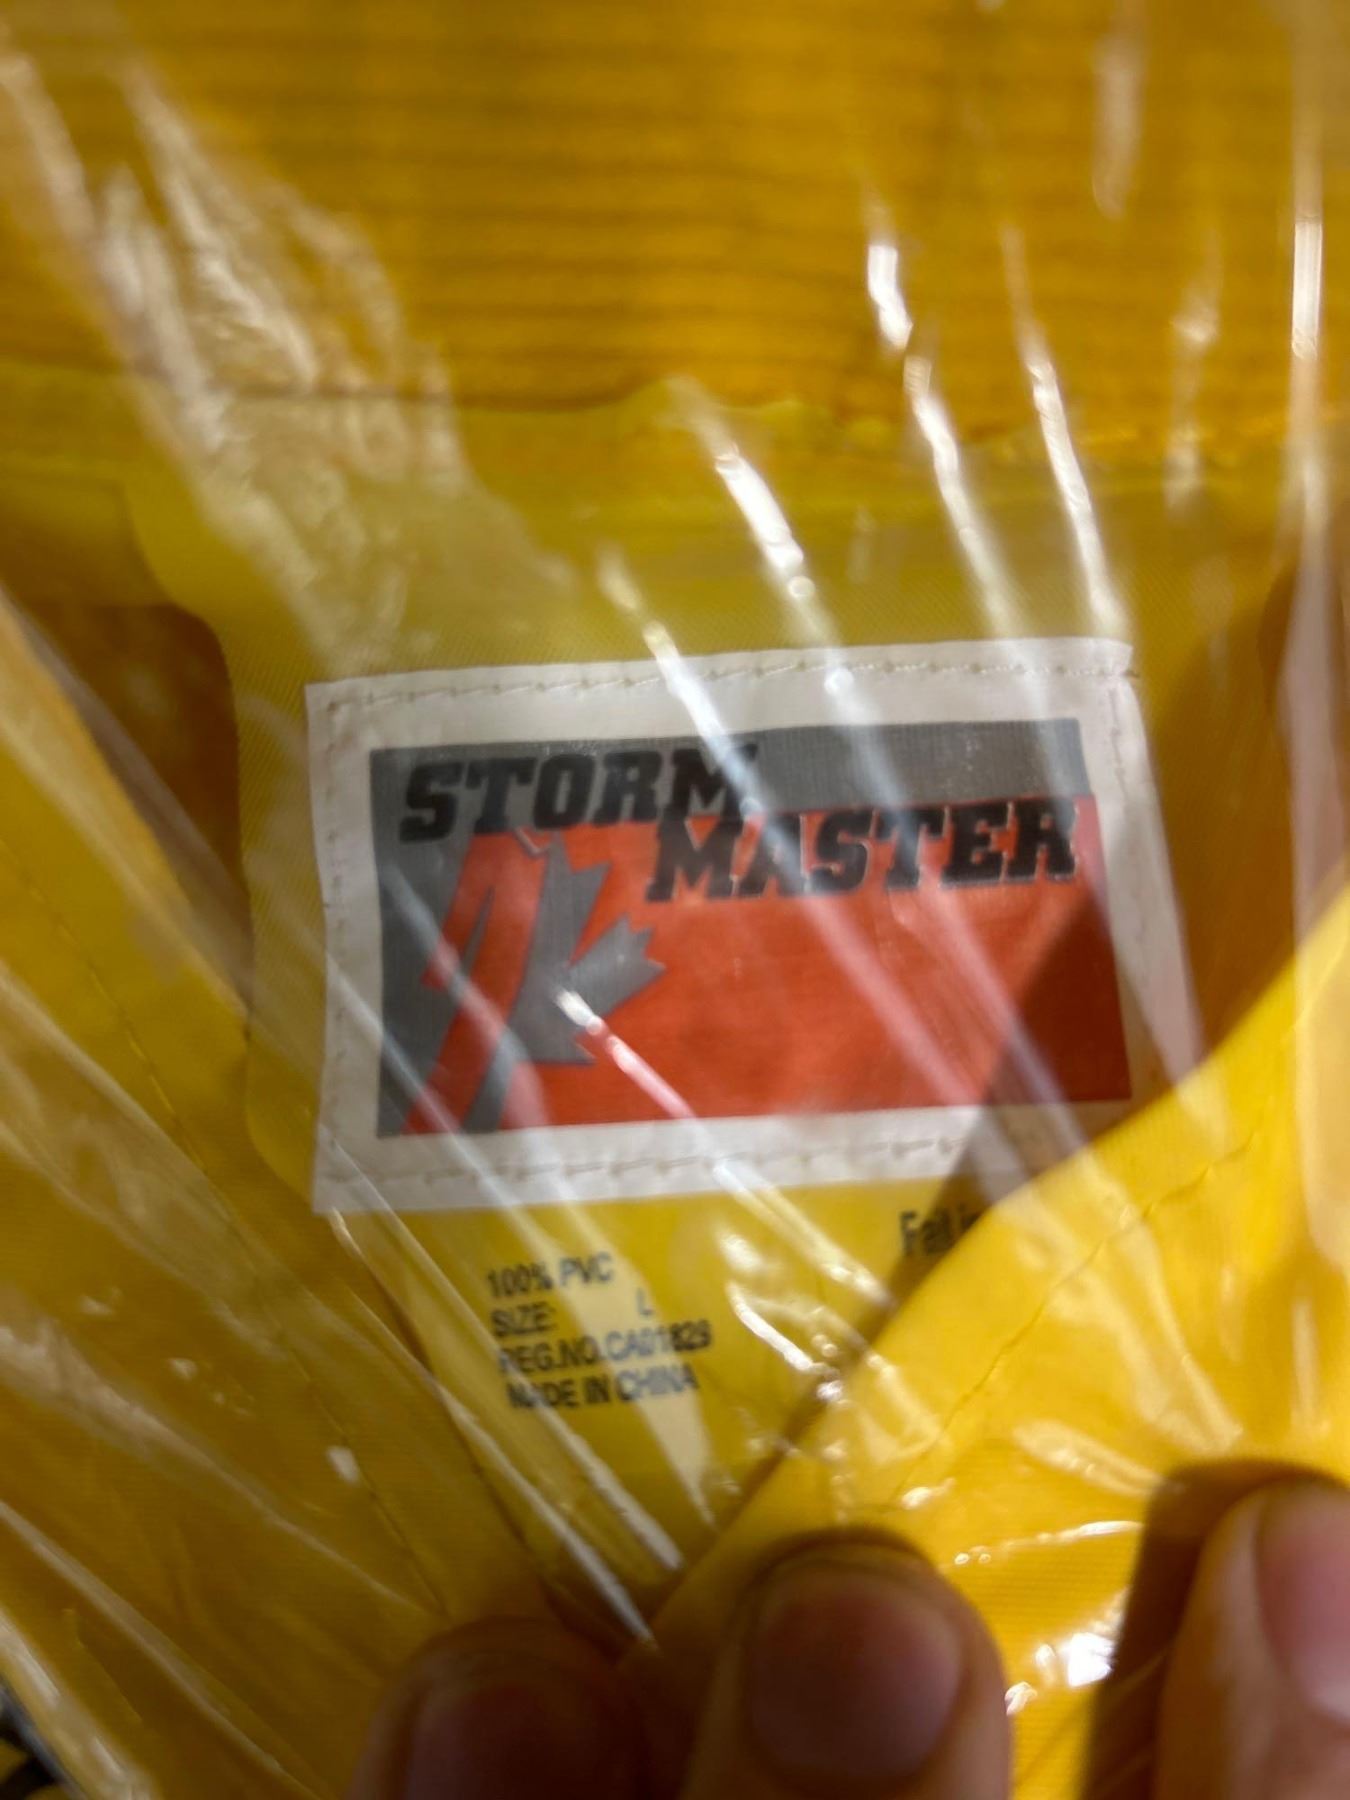 STORM
MASTER
100% PVC
SIZE: L
REG.NO.CA01829
MADE IN CHINA